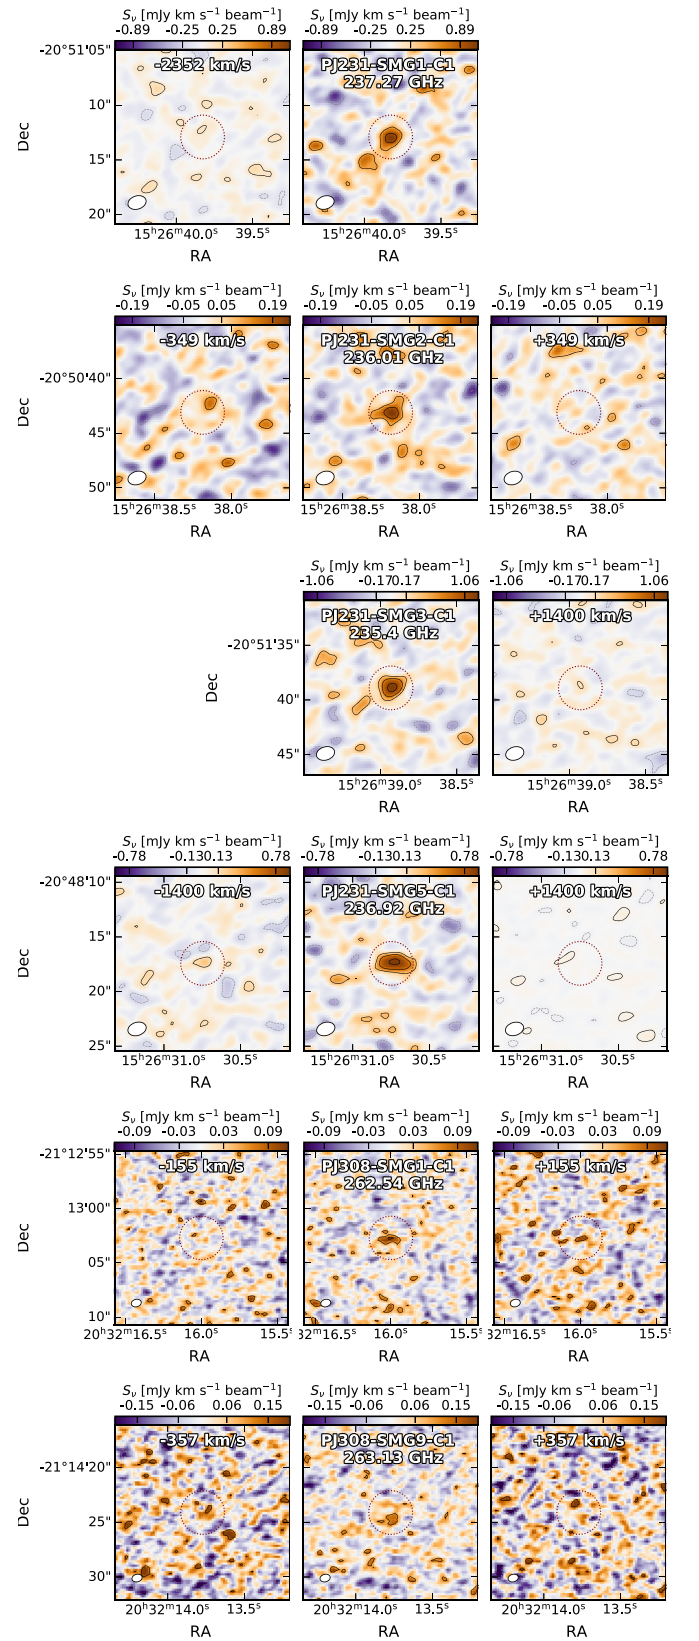 S_ν [mJy km s⁻¹ beam⁻¹] S_ν [mJy km s⁻¹ beam⁻¹]
-0.89 -0.25 0.25 0.89 -0.89 -0.25 0.25 0.89
-20°51'05"
-2352 km/s PJ231-SMG1-C1
237.27 GHz
10"
Dec
15"
20"
15ʰ26ᵐ40.0ˢ 39.5ˢ 15ʰ26ᵐ40.0ˢ 39.5ˢ
RA RA
S_ν [mJy km s⁻¹ beam⁻¹] S_ν [mJy km s⁻¹ beam⁻¹] S_ν [mJy km s⁻¹ beam⁻¹]
-0.19 -0.05 0.05 0.19 -0.19 -0.05 0.05 0.19 -0.19 -0.05 0.05 0.19
-349 km/s PJ231-SMG2-C1 +349 km/s
236.01 GHz
-20°50'40"
Dec
45"
50"
15ʰ26ᵐ38.5ˢ 38.0ˢ 15ʰ26ᵐ38.5ˢ 38.0ˢ 15ʰ26ᵐ38.5ˢ 38.0ˢ
RA RA RA
S_ν [mJy km s⁻¹ beam⁻¹] S_ν [mJy km s⁻¹ beam⁻¹]
-1.06 -0.170.17 1.06 -1.06 -0.170.17 1.06
PJ231-SMG3-C1 +1400 km/s
235.4 GHz
-20°51'35"
Dec
40"
45"
15ʰ26ᵐ39.0ˢ 38.5ˢ 15ʰ26ᵐ39.0ˢ 38.5ˢ
RA RA
S_ν [mJy km s⁻¹ beam⁻¹] S_ν [mJy km s⁻¹ beam⁻¹] S_ν [mJy km s⁻¹ beam⁻¹]
-0.78 -0.130.13 0.78 -0.78 -0.130.13 0.78 -0.78 -0.130.13 0.78
-20°48'10"
-1400 km/s PJ231-SMG5-C1 +1400 km/s
236.92 GHz
15"
Dec
20"
25"
15ʰ26ᵐ31.0ˢ 30.5ˢ 15ʰ26ᵐ31.0ˢ 30.5ˢ 15ʰ26ᵐ31.0ˢ 30.5ˢ
RA RA RA
S_ν [mJy km s⁻¹ beam⁻¹] S_ν [mJy km s⁻¹ beam⁻¹] S_ν [mJy km s⁻¹ beam⁻¹]
-0.09 -0.03 0.03 0.09 -0.09 -0.03 0.03 0.09 -0.09 -0.03 0.03 0.09
-21°12'55"
-155 km/s PJ308-SMG1-C1 +155 km/s
262.54 GHz
13'00"
Dec
05"
10"
20ʰ32ᵐ16.5ˢ 16.0ˢ 15.5ˢ 32ᵐ16.5ˢ 16.0ˢ 15.5ˢ 32ᵐ16.5ˢ 16.0ˢ 15.5ˢ
RA RA RA
S_ν [mJy km s⁻¹ beam⁻¹] S_ν [mJy km s⁻¹ beam⁻¹] S_ν [mJy km s⁻¹ beam⁻¹]
-0.15 -0.06 0.06 0.15 -0.15 -0.06 0.06 0.15 -0.15 -0.06 0.06 0.15
-357 km/s PJ308-SMG9-C1 +357 km/s
263.13 GHz
-21°14'20"
Dec
25"
30"
20ʰ32ᵐ14.0ˢ 13.5ˢ 20ʰ32ᵐ14.0ˢ 13.5ˢ 20ʰ32ᵐ14.0ˢ 13.5ˢ
RA RA RA